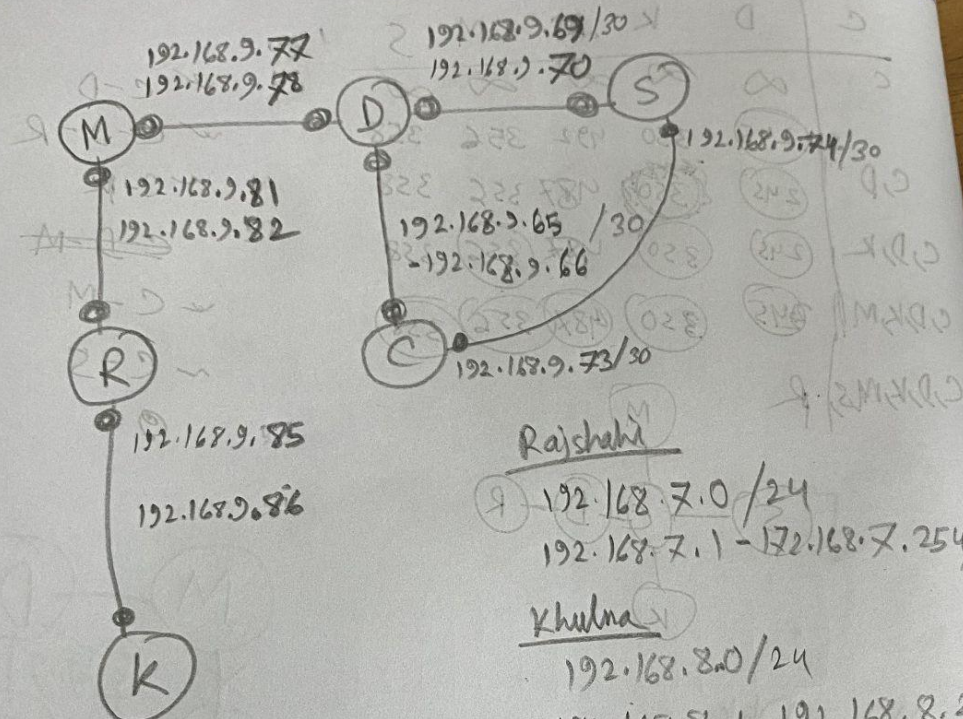 192.168.9.77
192.168.9.78
192.168.9.69/30
192.168.9.70
M
D
S
192.168.9.74/30
192.168.9.81
192.168.9.82
192.168.9.65 /30
-192.168.9.66
R
C
192.168.9.73/30
192.168.9.85
192.168.9.86
K
Rajshahi
192.168.7.0/24
192.168.7.1-172.168.7.254
Khulna
192.168.8.0/24